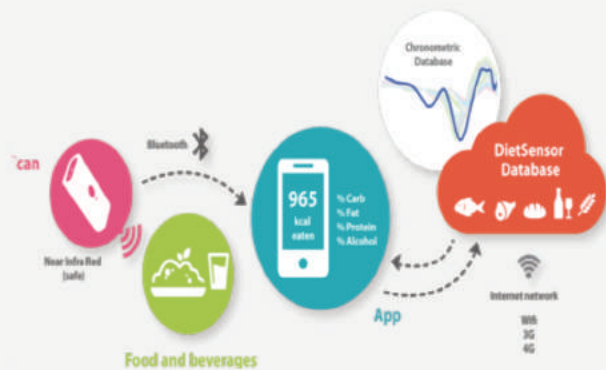 Chronometric
Database
Bluetooth
can
DietSensor
Database
965
kcal
eaten
% Carb
% Fat
% Protein
% Alcohol
Near Infra Red
(safe)
Internet network
App
Wifi
3G
4G
Food and beverages